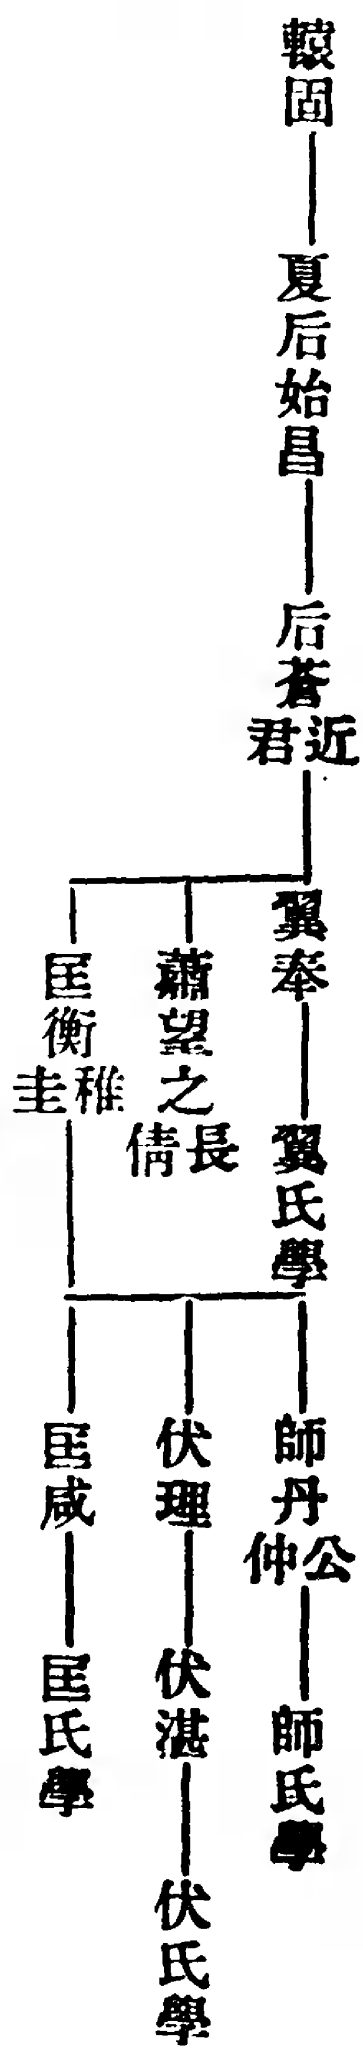 轅固
夏后始昌
后蒼
近君
翼奉
翼氏學
蕭望之
長倩
匡衡
稚圭
師丹
公仲
師氏學
伏理
伏湛
伏氏學
匡咸
匡氏學